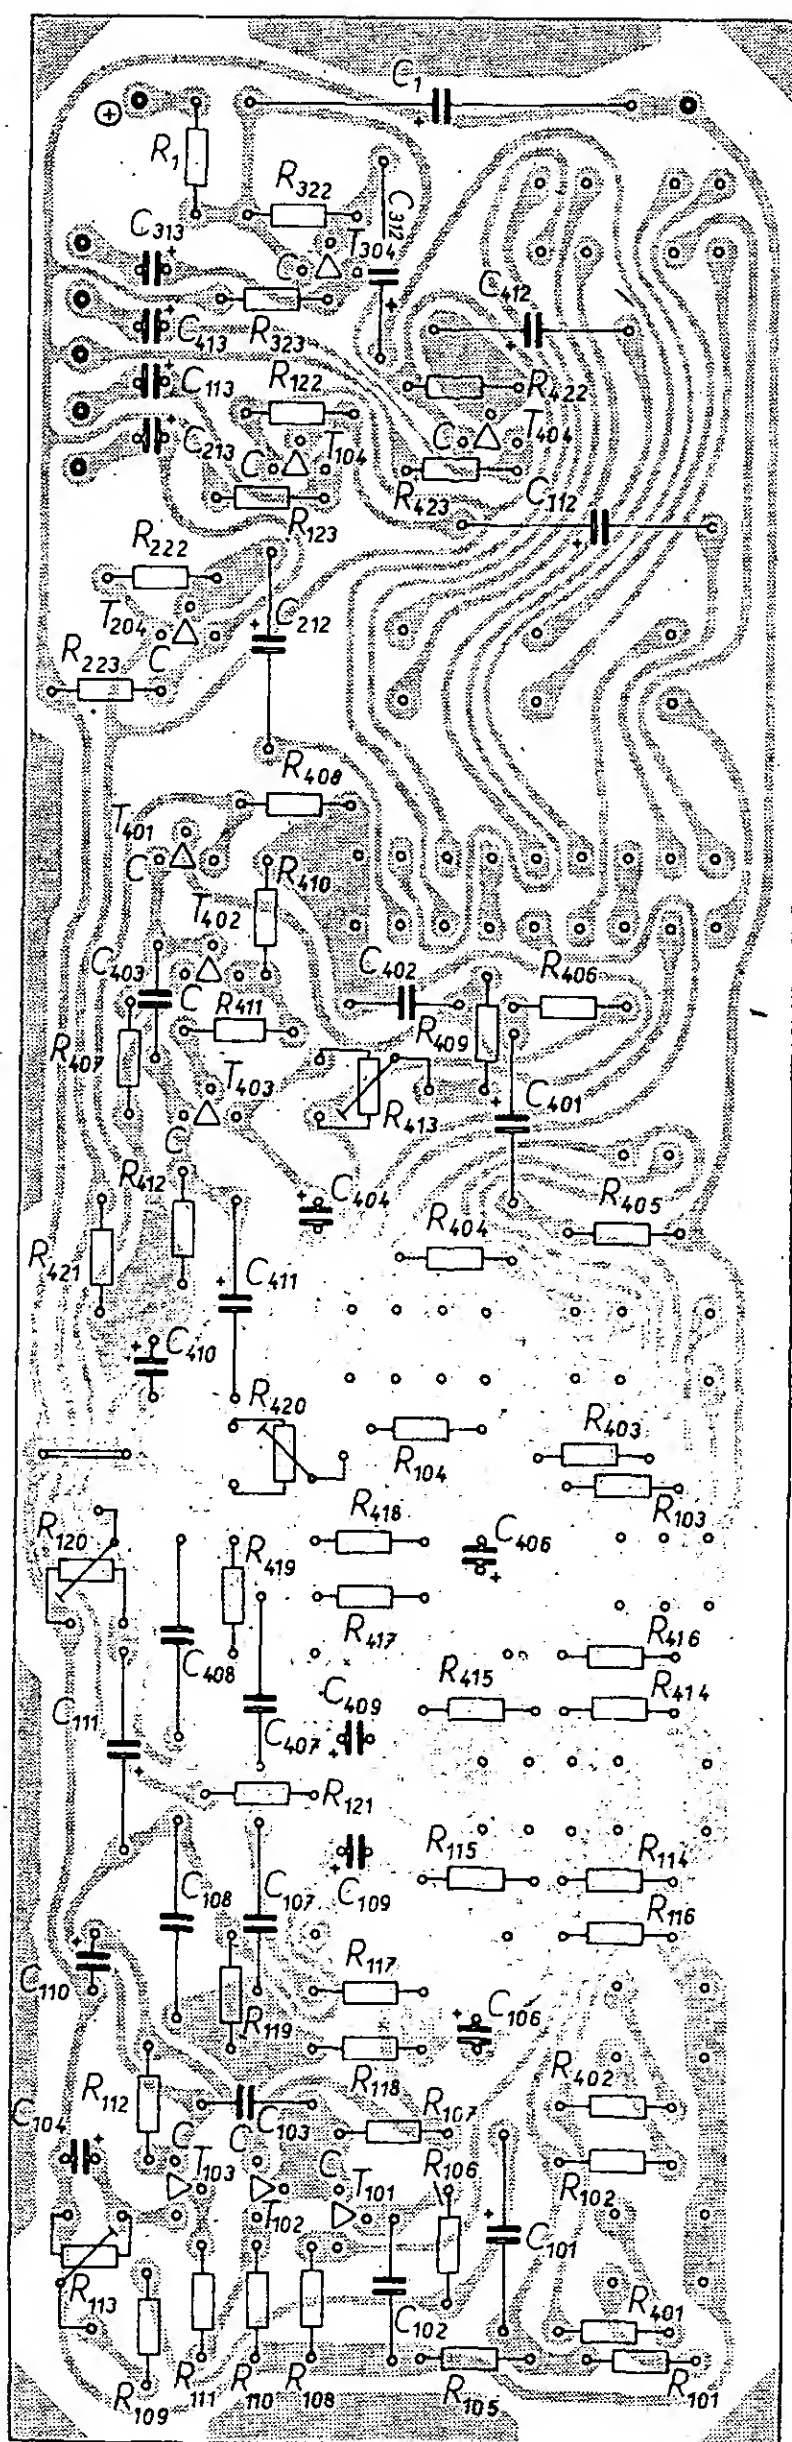 C1
+
R1
R322
C312
C313
+
T304
C
+
C412
+
C413
+
R323
C113
+
R122
R422
C213
+
C
T104
C
T404
R423
C112
+
R123
R222
T204
C
C212
+
R223
R408
T401
C
R410
T402
C403
C
C402
R406
R411
R409
R407
T403
C
R413
C401
+
R412
C404
+
R405
R404
R421
C411
+
C410
+
R420
R403
R104
R103
R120
R418
C406
+
R419
R417
R416
C408
R415
C409
+
R414
C111
+
C407
R121
R115
R114
C108
C107
C109
+
R116
C110
+
R117
R119
C106
+
R118
R402
R112
C103
R107
C104
+
C
T103
C
C
T101
R106
R102
T102
C101
+
R113
C102
R401
R109
R111
R110
R108
R105
R101